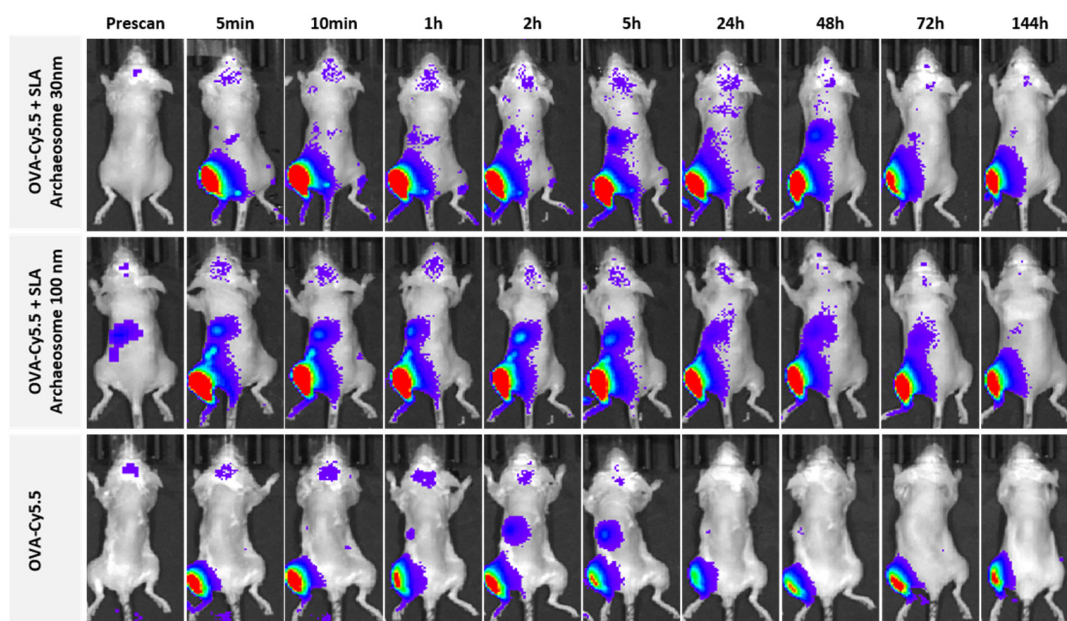 Prescan 5min 10min 1h 2h 5h 24h 48h 72h 144h
OVA-Cy5.5 + SLA
Archaeosome 30nm
OVA-Cy5.5 + SLA
Archaeosome 100 nm
OVA-Cy5.5